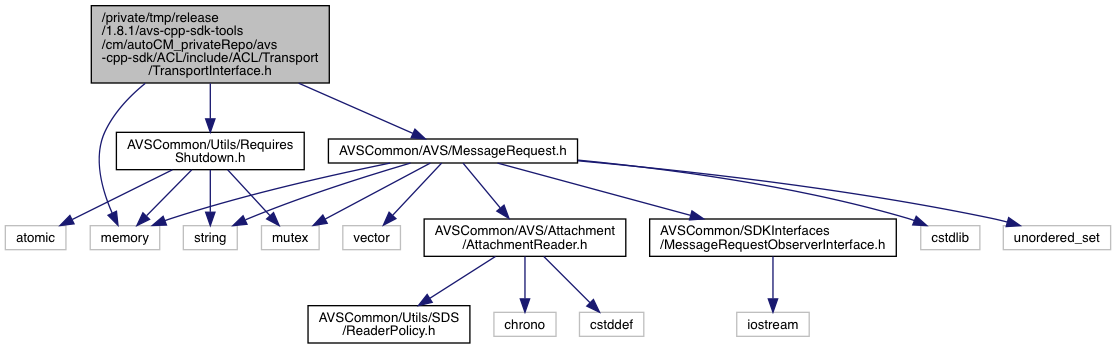 /private/tmp/release
/1.8.1/avs-cpp-sdk-tools
/cm/autoCM_privateRepo/avs
-cpp-sdk/ACL/include/ACL/Transport
/TransportInterface.h
AVSCommon/Utils/Requires
Shutdown.h
AVSCommon/AVS/MessageRequest.h
atomic
memory
string
mutex
vector
AVSCommon/AVS/Attachment
/AttachmentReader.h
AVSCommon/SDKInterfaces
/MessageRequestObserverInterface.h
cstdlib
unordered_set
AVSCommon/Utils/SDS
/ReaderPolicy.h
chrono
cstddef
iostream